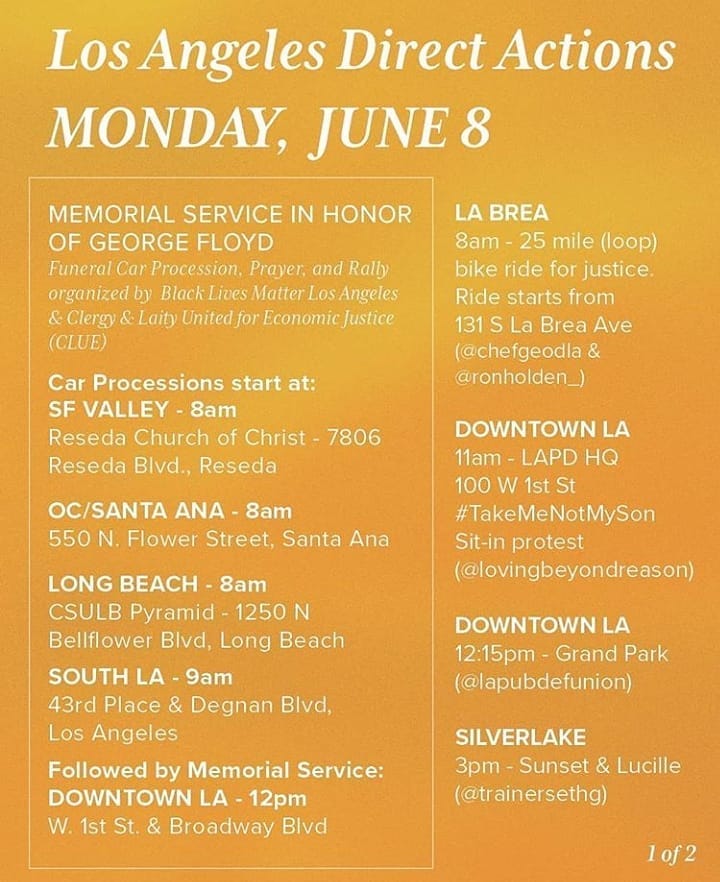 Los Angeles Direct Actions
MONDAY, JUNE 8
MEMORIAL SERVICE IN HONOR
OF GEORGE FLOYD
Funeral Car Procession, Prayer, and Rally
organized by Black Lives Matter Los Angeles
& Clergy & Laity United for Economic Justice
(CLUE)
Car Processions start at:
SF VALLEY - 8am
Reseda Church of Christ - 7806
Reseda Blvd., Reseda
OC/SANTA ANA - 8am
550 N. Flower Street, Santa Ana
LONG BEACH - 8am
CSULB Pyramid - 1250 N
Bellflower Blvd, Long Beach
SOUTH LA - 9am
43rd Place & Degnan Blvd,
Los Angeles
Followed by Memorial Service:
DOWNTOWN LA - 12pm
W. 1st St. & Broadway Blvd
LA BREA
8am - 25 mile (loop)
bike ride for justice.
Ride starts from
131 S La Brea Ave
(@chefgeodla &
@ronholden_)
DOWNTOWN LA
11am - LAPD HQ
100 W 1st St
#TakeMeNotMySon
Sit-in protest
(@lovingbeyondreason)
DOWNTOWN LA
12:15pm - Grand Park
(@lapubdefunion)
SILVERLAKE
3pm - Sunset & Lucille
(@trainersethg)
1 of 2